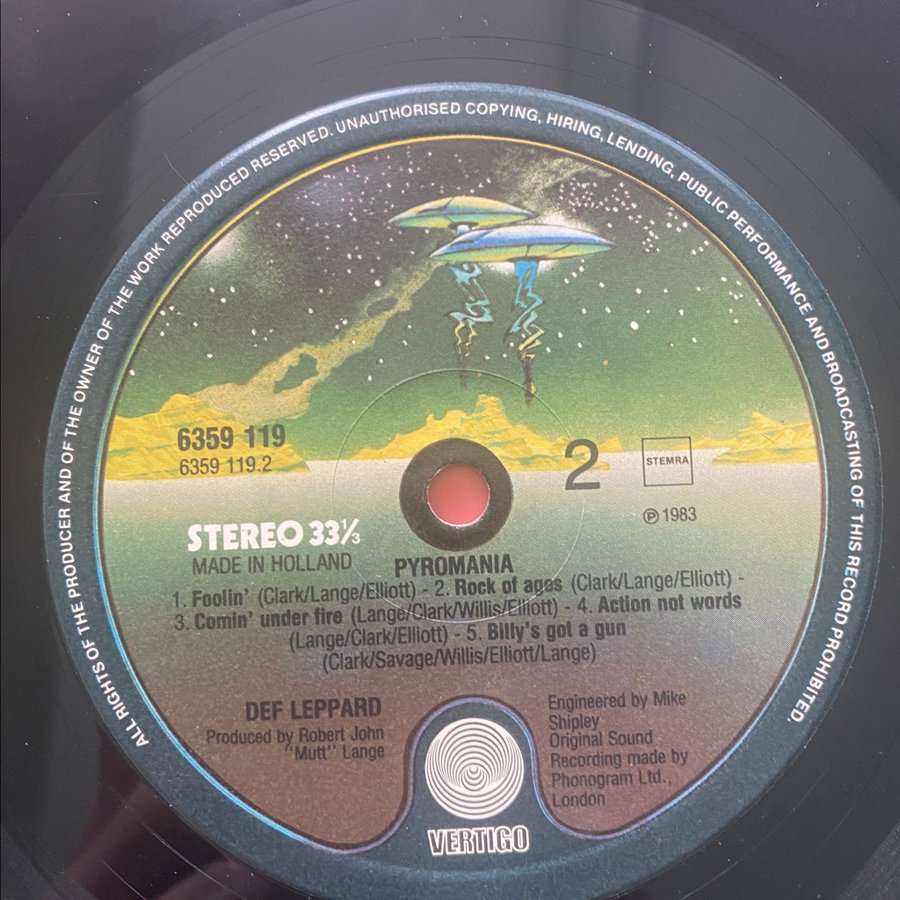 ALL RIGHTS OF THE PRODUCER AND OF THE OWNER OF THE WORK REPRODUCED RESERVED. UNAUTHORISED COPYING, HIRING, LENDING, PUBLIC PERFORMANCE AND BROADCASTING OF THIS RECORD PROHIBITED.
6359 119
6359 119.2
2
STEMRA
℗ 1983
STEREO 33⅓
MADE IN HOLLAND
PYROMANIA
1. Foolin' (Clark/Lange/Elliott) - 2. Rock of ages (Clark/Lange/Elliott) -
3. Comin' under fire (Lange/Clark/Willis/Elliott) - 4. Action not words
(Lange/Clark/Elliott) - 5. Billy's got a gun
(Clark/Savage/Willis/Elliott/Lange)
DEF LEPPARD
Produced by Robert John
"Mutt" Lange
Engineered by Mike
Shipley
Original Sound
Recording made by
Phonogram Ltd.,
London
VERTIGO